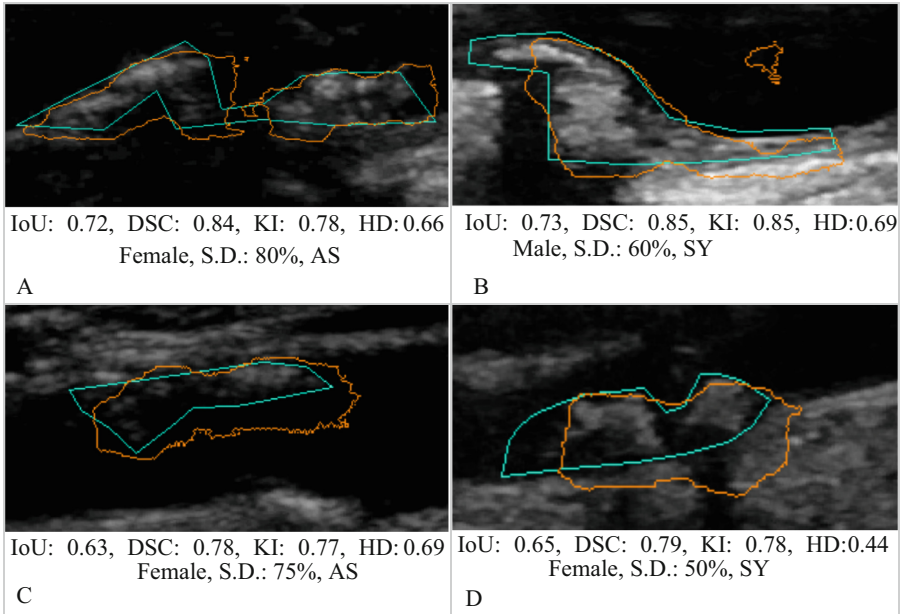 IoU: 0.72, DSC: 0.84, KI: 0.78, HD:0.66
Female, S.D.: 80%, AS
A
IoU: 0.73, DSC: 0.85, KI: 0.85, HD:0.69
Male, S.D.: 60%, SY
B
IoU: 0.63, DSC: 0.78, KI: 0.77, HD:0.69
Female, S.D.: 75%, AS
C
IoU: 0.65, DSC: 0.79, KI: 0.78, HD:0.44
Female, S.D.: 50%, SY
D